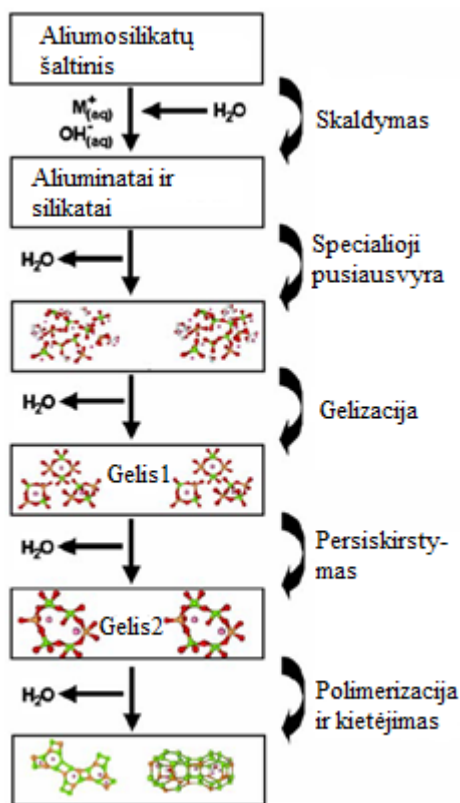 Aliumosilikatų
šaltinis
M⁺(aq)
OH⁻(aq)
H₂O
Skaldymas
Aliuminatai ir
silikatai
H₂O
Specialioji
pusiausvyra
H₂O
Gelizacija
Gelis1
H₂O
Persiskirsty-
mas
Gelis2
H₂O
Polimerizacija
ir kietėjimas